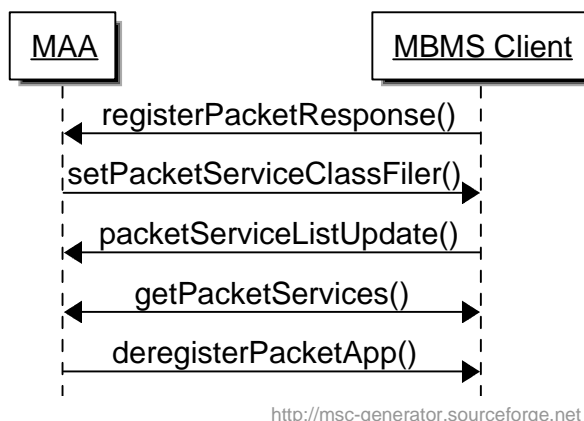 MAA
MBMS Client
registerPacketResponse()
setPacketServiceClassFiler()
packetServiceListUpdate()
getPacketServices()
deregisterPacketApp()
http://msc-generator.sourceforge.net